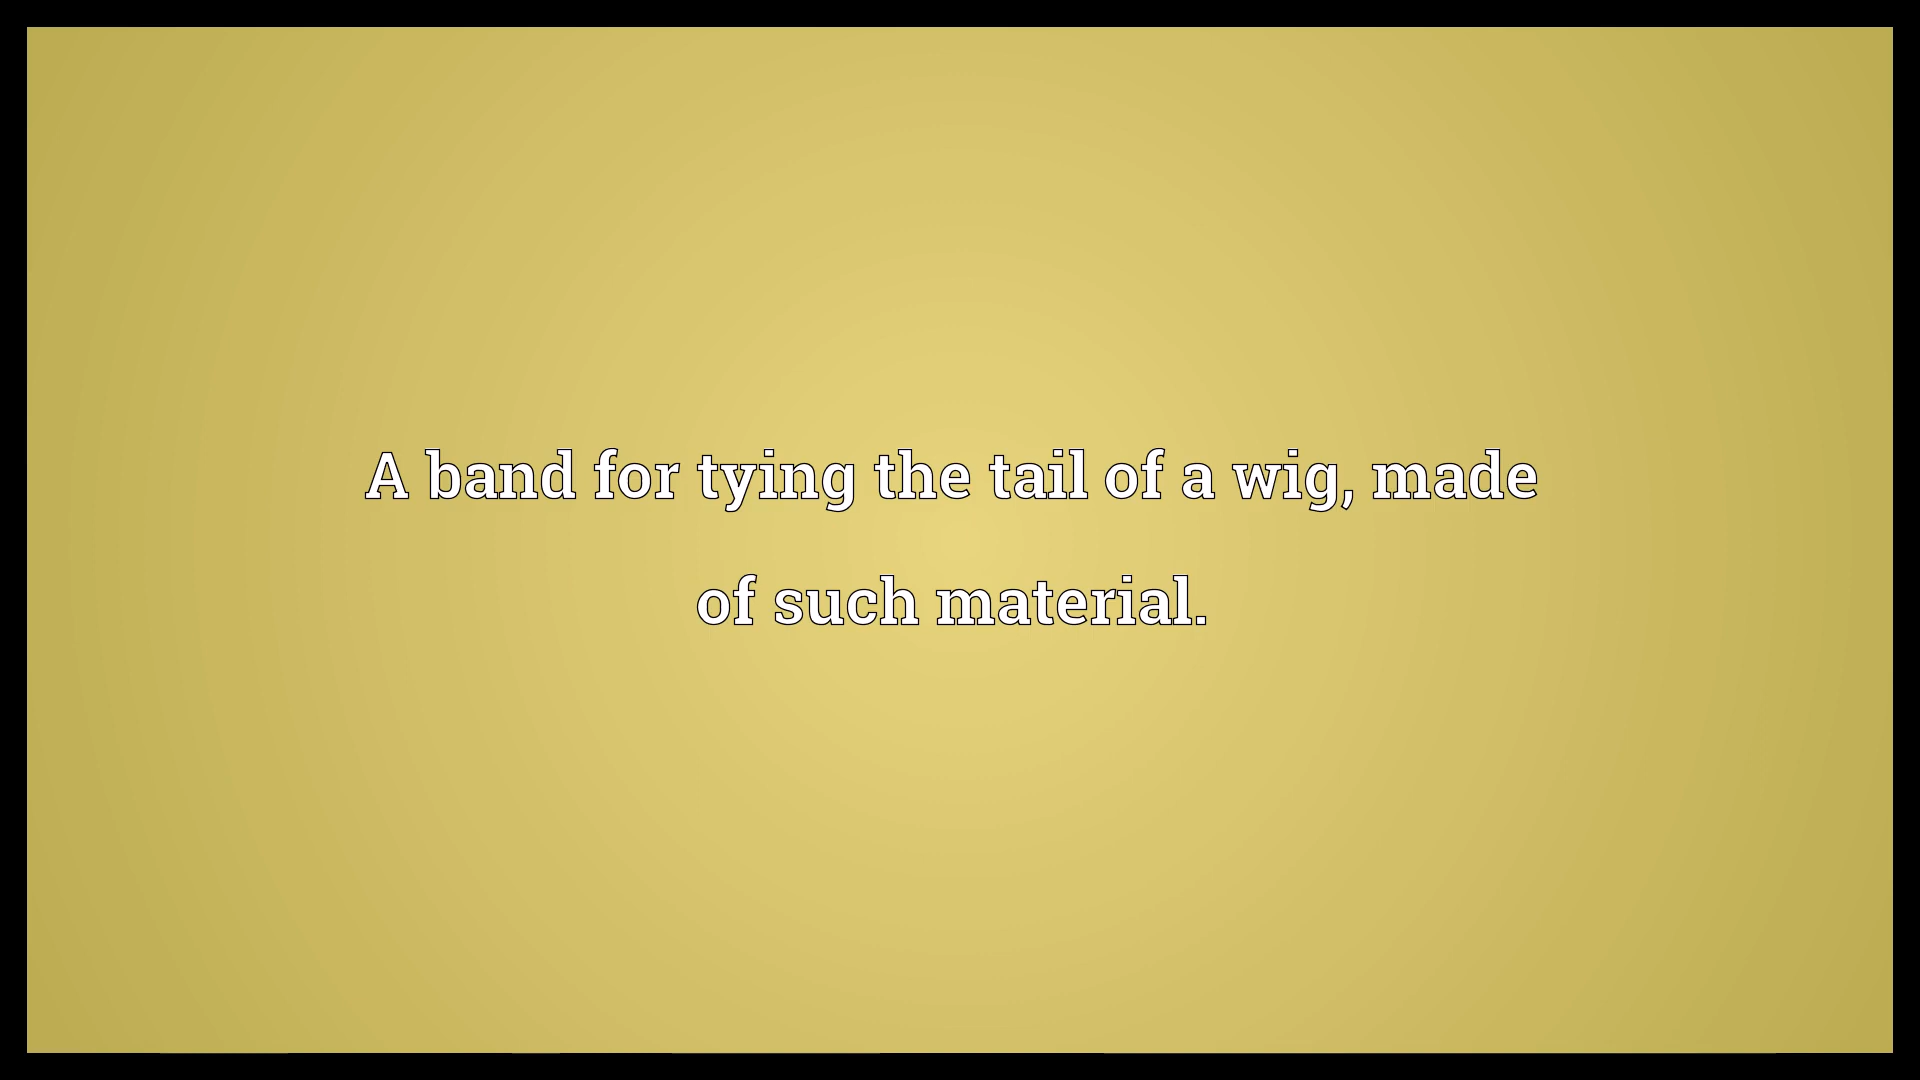 A band for tying the tail of a wig, made
of such material.